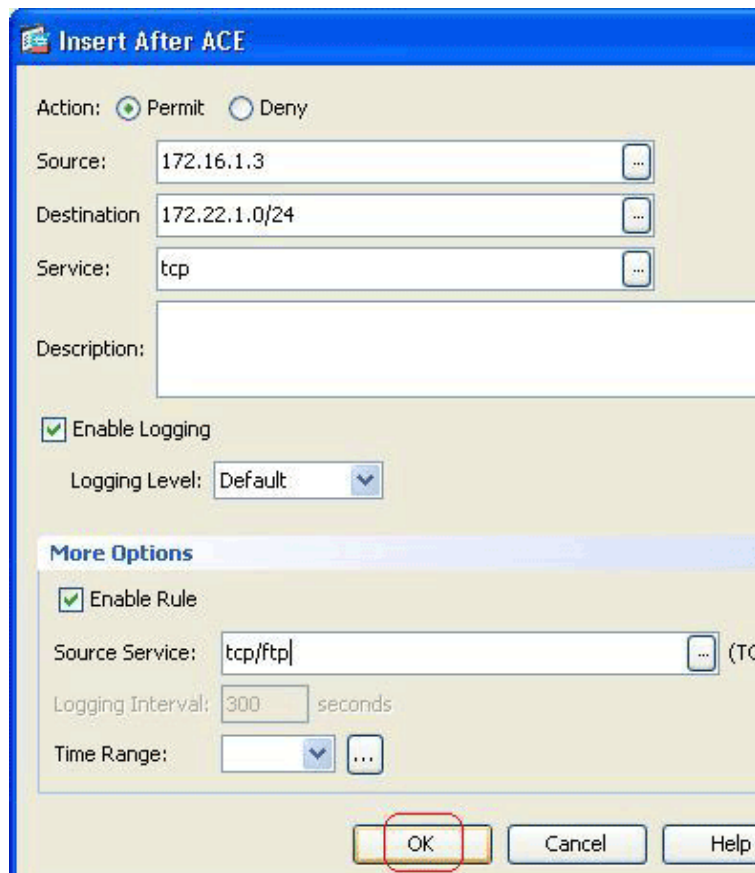 Insert After ACE
Action: Permit Deny
Source: 172.16.1.3 ...
Destination 172.22.1.0/24 ...
Service: tcp ...
Description:
Enable Logging
Logging Level: Default
More Options
Enable Rule
Source Service: tcp/ftp ... (TC
Logging Interval: 300 seconds
Time Range: ...
OK Cancel Help